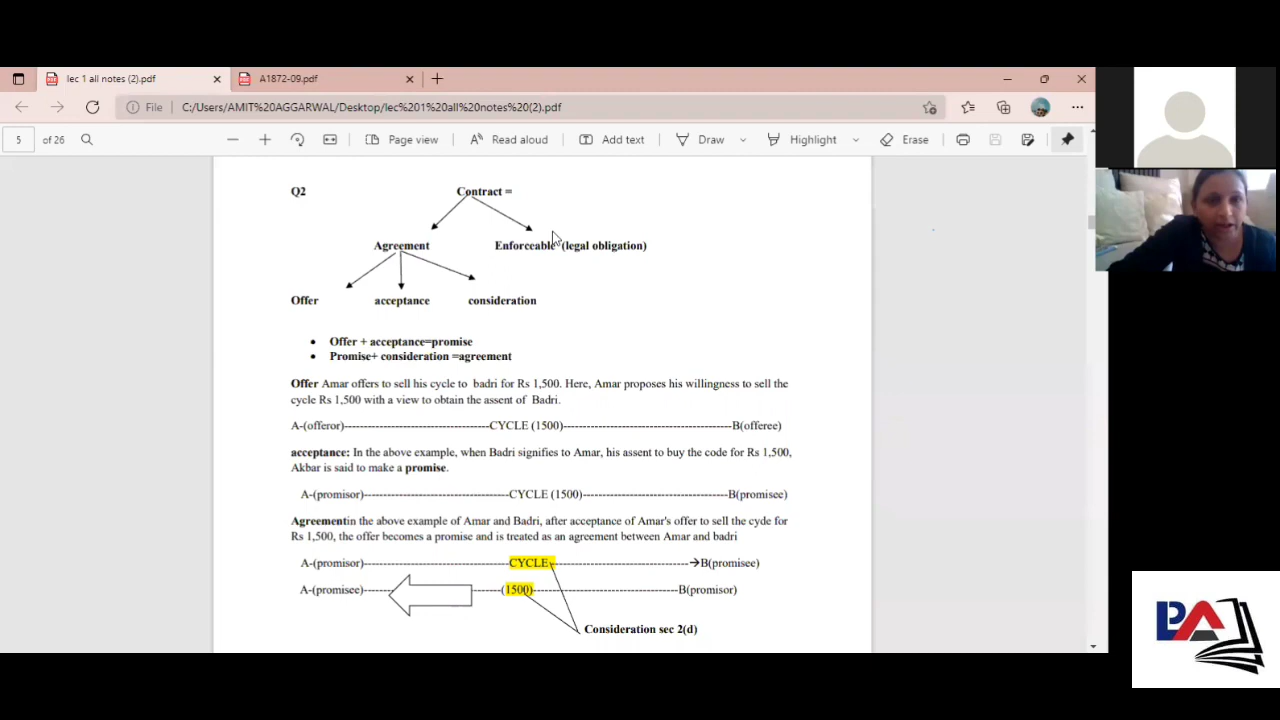 lec 1 all notes (2).pdf
A1872-09.pdf
File
C:/Users/AMIT%20AGGARWAL/Desktop/lec%201%20all%20notes%20(2).pdf
5 of 26
Page view
Read aloud
Add text
Draw
Highlight
Erase
Q2 Contract =
Agreement Enforceable (legal obligation)
Offer acceptance consideration
• Offer + acceptance=promise
• Promise+ consideration =agreement
Offer Amar offers to sell his cycle to badri for Rs 1,500. Here, Amar proposes his willingness to sell the
cycle Rs 1,500 with a view to obtain the assent of Badri.
A-(offeror)---------------------------------------CYCLE (1500)---------------------------------------------B(offeree)
acceptance: In the above example, when Badri signifies to Amar, his assent to buy the code for Rs 1,500,
Akbar is said to make a promise.
A-(promisor)---------------------------------------CYCLE (1500)---------------------------------------B(promisee)
Agreementin the above example of Amar and Badri, after acceptance of Amar's offer to sell the cycle for
Rs 1,500, the offer becomes a promise and is treated as an agreement between Amar and badri
A-(promisor)---------------------------------------CYCLE------------------------------------→B(promisee)
A-(promisee)------- ------(1500)---------------------------------------B(promisor)
Consideration sec 2(d)
PA